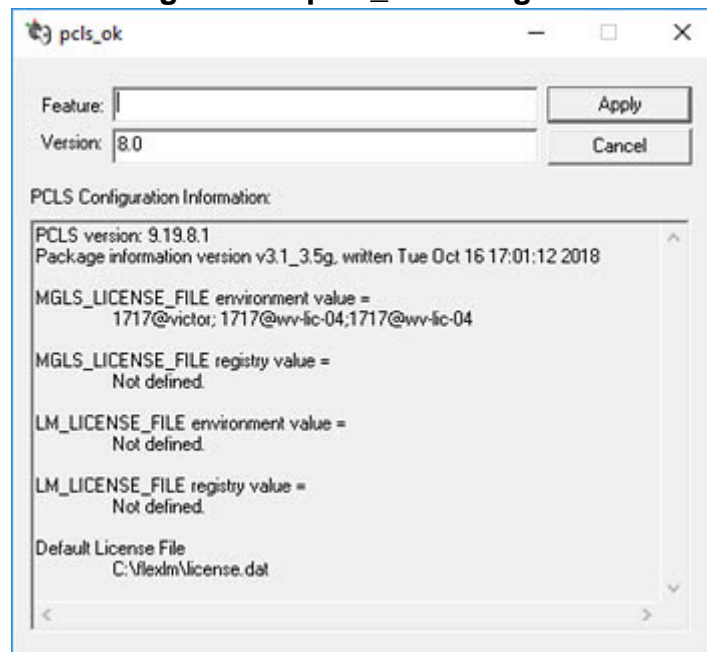 pcls_ok
Feature:
Apply
Version: 8.0
Cancel
PCLS Configuration Information:
PCLS version: 9.19.8.1
Package information version v3.1_3.5g, written Tue Oct 16 17:01:12 2018
MGLS_LICENSE_FILE environment value =
1717@victor; 1717@wv-lic-04;1717@wv-lic-04
MGLS_LICENSE_FILE registry value =
Not defined.
LM_LICENSE_FILE environment value =
Not defined.
LM_LICENSE_FILE registry value =
Not defined.
Default License File
C:\flexlm\license.dat